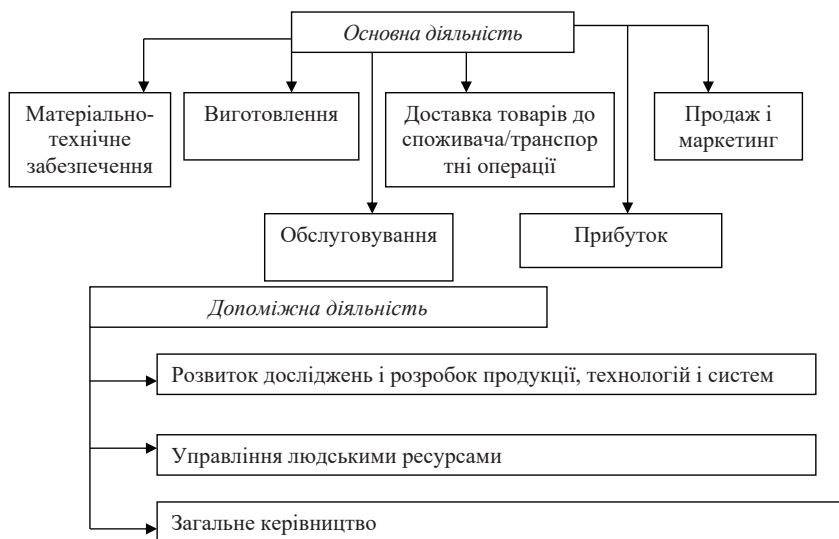 Основна діяльність
Матеріально-
технічне
забезпечення
Виготовлення
Доставка товарів до
споживача/транспор
тні операції
Продаж і
маркетинг
Обслуговування
Прибуток
Допоміжна діяльність
Розвиток досліджень і розробок продукції, технологій і систем
Управління людськими ресурсами
Загальне керівництво